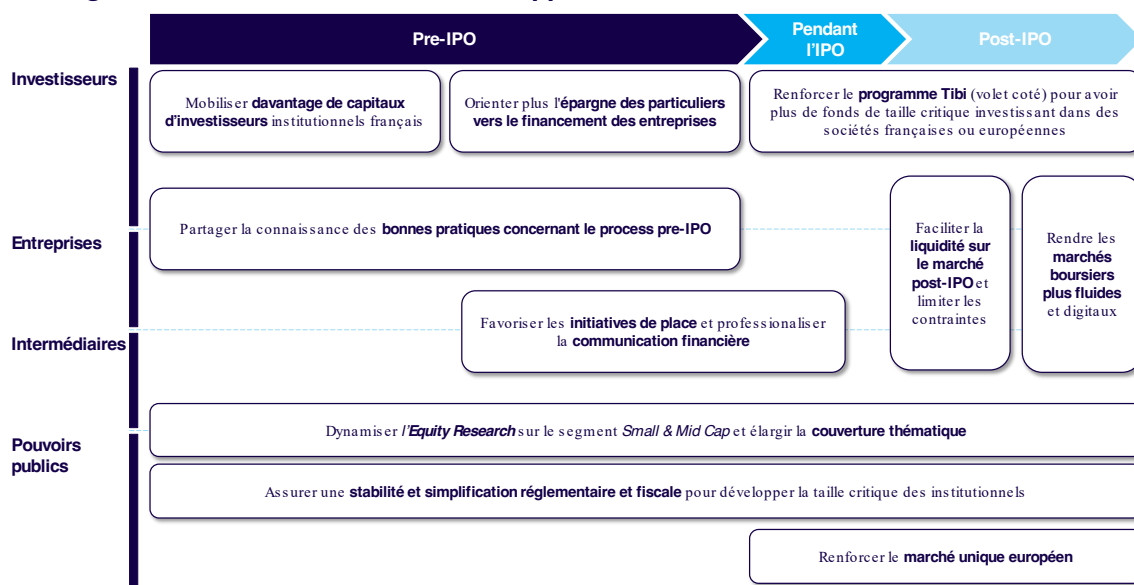 Pre-IPO
Pendant
l'IPO
Post-IPO
Investisseurs
Mobiliser davantage de capitaux
d'investisseurs institutionnels français
Orienter plus l'épargne des particuliers
vers le financement des entreprises
Renforcer le programme Tibi (volet coté) pour avoir
plus de fonds de taille critique investissant dans des
sociétés françaises ou européennes
Entreprises
Partager la connaissance des bonnes pratiques concernant le process pre-IPO
Faciliter la
liquidité sur
le marché
post-IPO et
limiter les
contraintes
Rendre les
marchés
boursiers
plus fluides
et digitaux
Intermédiaires
Favoriser les initiatives de place et professionaliser
la communication financière
Pouvoirs
publics
Dynamiser l'Equity Research sur le segment Small & Mid Cap et élargir la couverture thématique
Assurer une stabilité et simplification réglementaire et fiscale pour développer la taille critique des institutionnels
Renforcer le marché unique européen